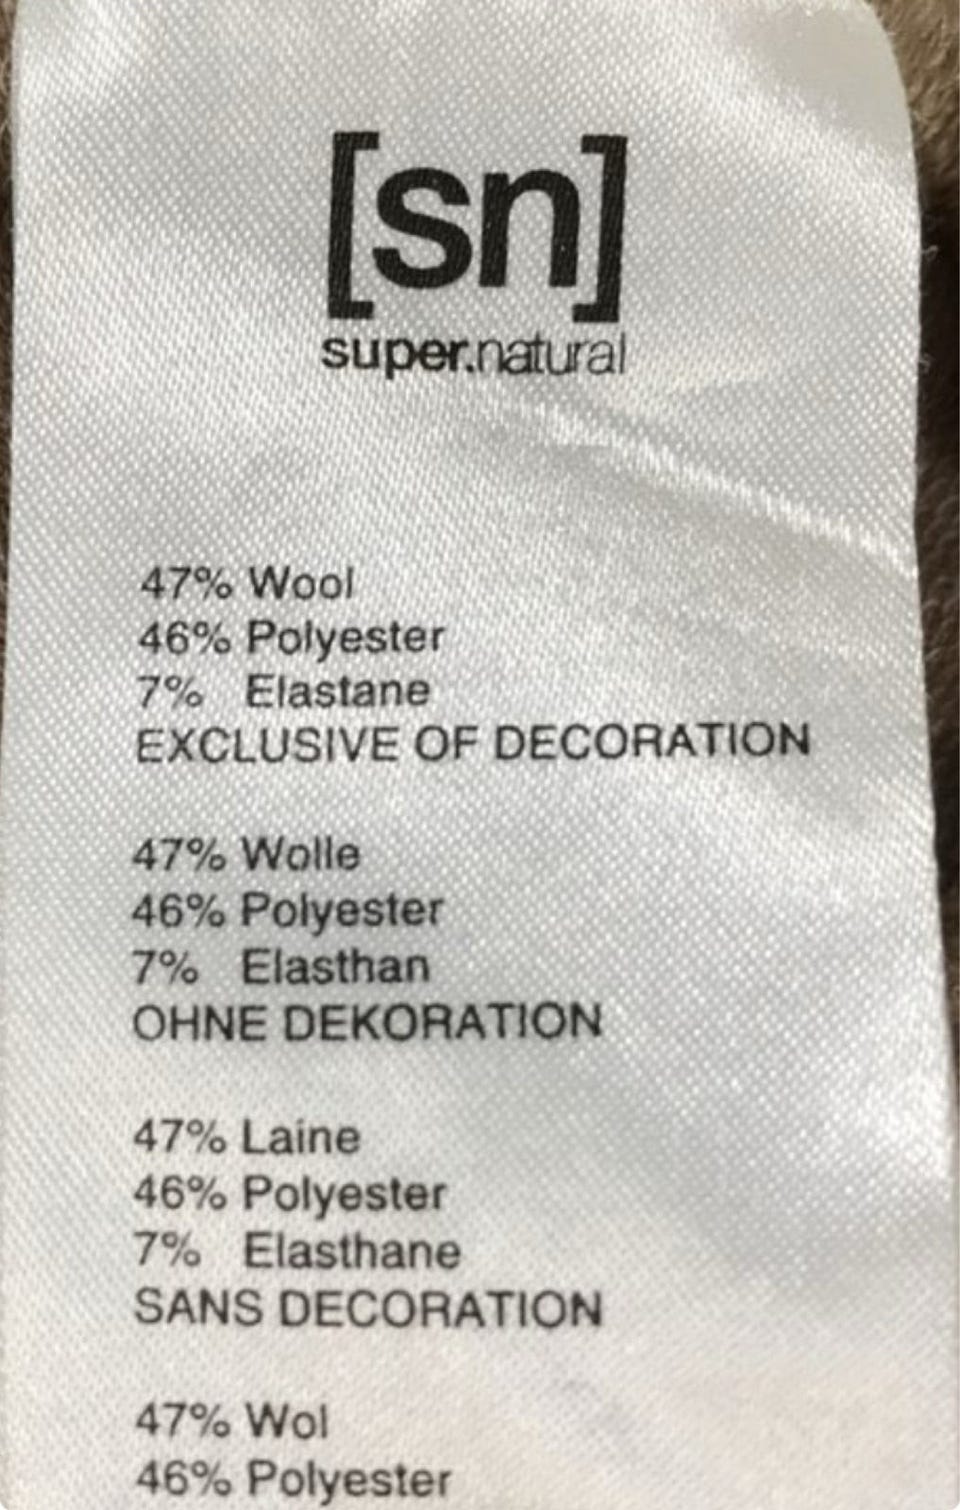 [sn]
super.natural
47% Wool
46% Polyester
7% Elastane
EXCLUSIVE OF DECORATION
47% Wolle
46% Polyester
7% Elasthan
OHNE DEKORATION
47% Laine
46% Polyester
7% Elasthane
SANS DECORATION
47% Wol
46% Polyester